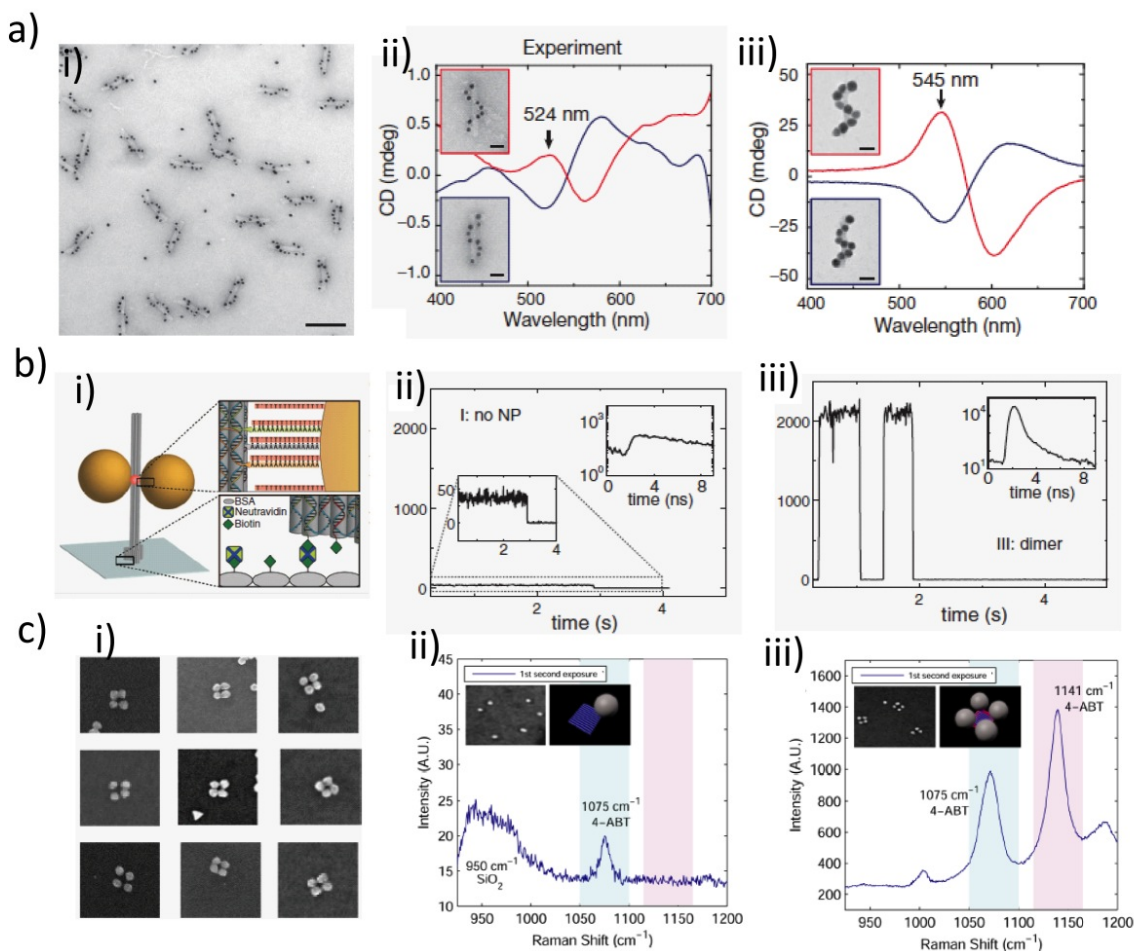 a)
i)
ii)
Experiment
1.0
0.5
0.0
−0.5
−1.0
CD (mdeg)
524 nm
400
500
600
700
Wavelength (nm)
iii)
50
25
0
−25
−50
CD (mdeg)
545 nm
400
500
600
700
Wavelength (nm)
b)
i)
BSA
Neutravidin
Biotin
ii)
I: no NP
2000
1500
1000
500
0
10³
10⁰
0
4
8
time (ns)
50
0
2
4
2
4
time (s)
iii)
2000
1500
1000
500
0
10⁴
10¹
0
4
8
time (ns)
III: dimer
2
4
time (s)
c)
i)
ii)
1st second exposure
45
40
35
30
25
20
15
10
Intensity (A.U.)
1075 cm⁻¹
4−ABT
950 cm⁻¹
SiO₂
950
1000
1050
1100
1150
1200
Raman Shift (cm⁻¹)
iii)
1st second exposure
1600
1400
1200
1000
800
600
400
200
Intensity (A.U.)
1141 cm⁻¹
4−ABT
1075 cm⁻¹
4−ABT
950
1000
1050
1100
1150
1200
Raman Shift (cm⁻¹)